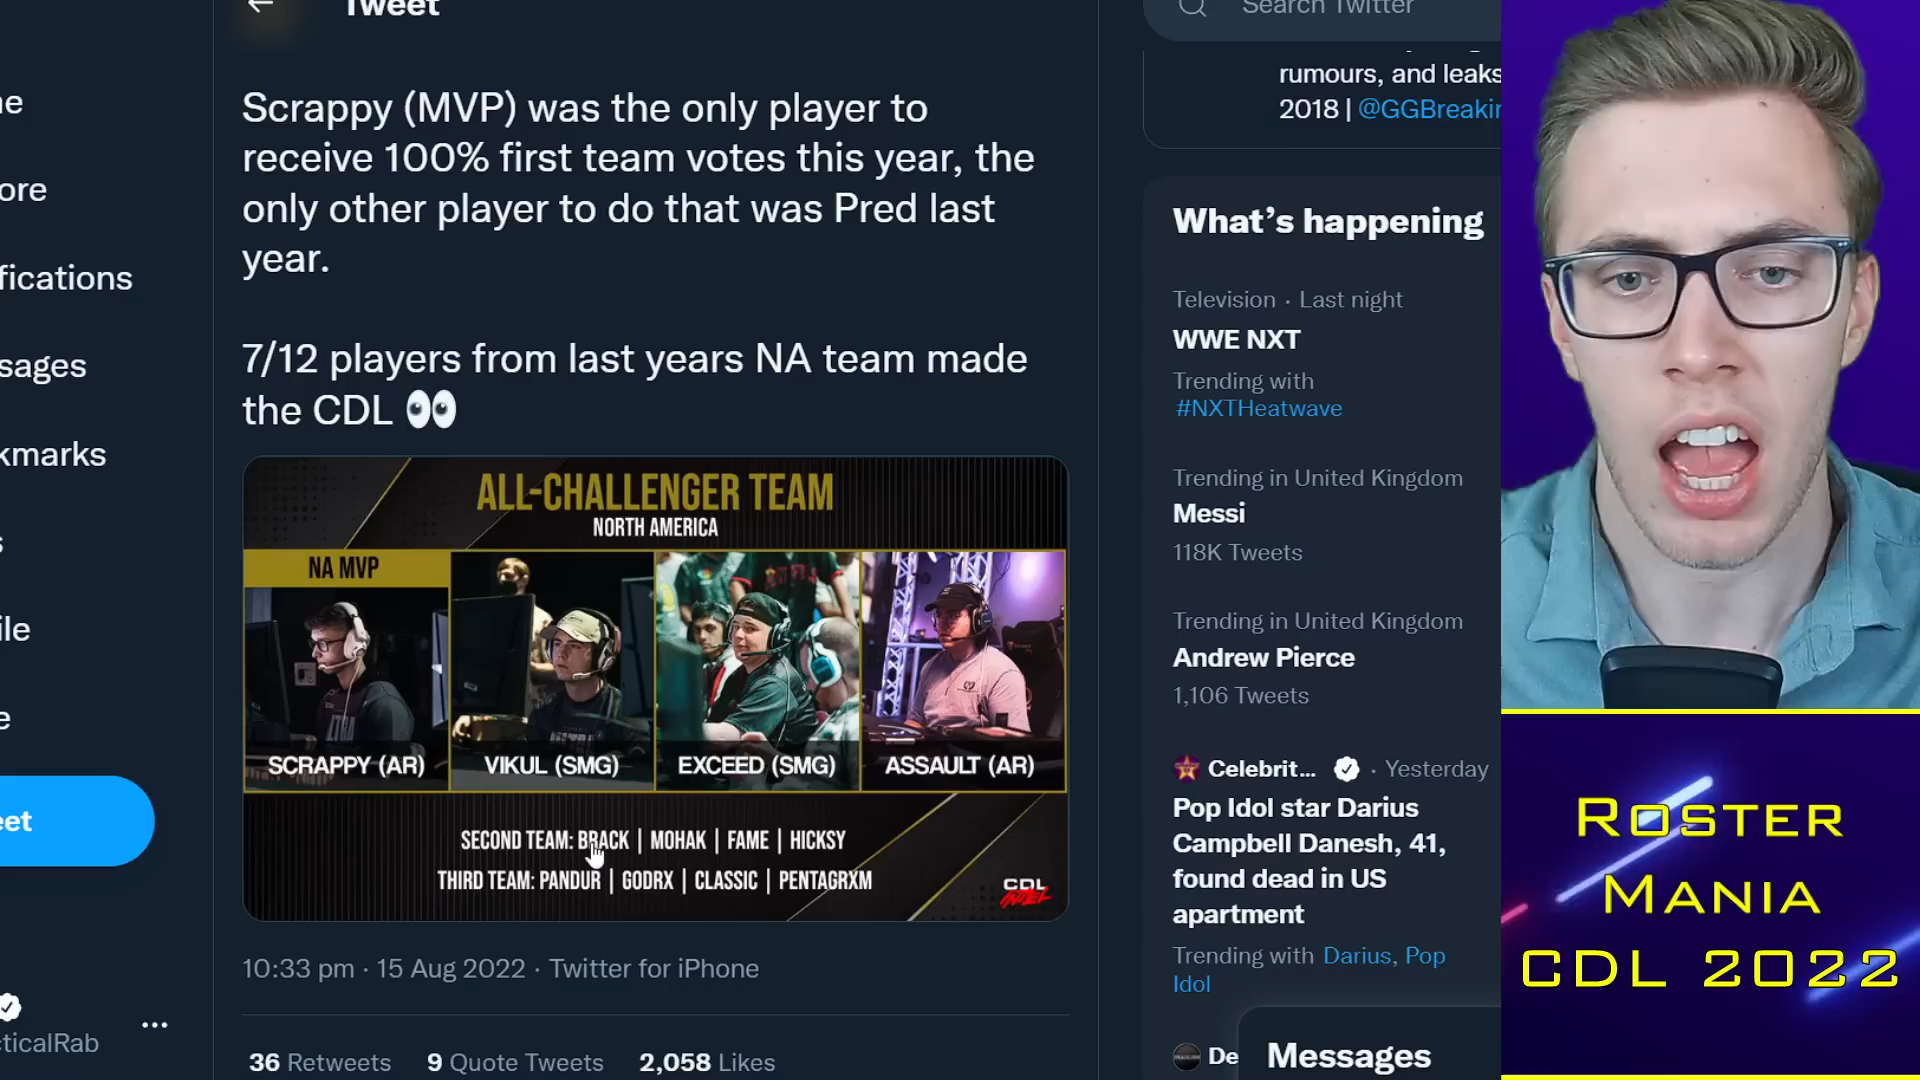 Tweet
Search Twitter
ne
ore
fications
sages
kmarks
s
ile
e
eet
cticalRab
Scrappy (MVP) was the only player to
receive 100% first team votes this year, the
only other player to do that was Pred last
year.
7/12 players from last years NA team made
the CDL 👀
ALL-CHALLENGER TEAM
NORTH AMERICA
NA MVP
SCRAPPY (AR)
VIKUL (SMG)
EXCEED (SMG)
ASSAULT (AR)
SECOND TEAM: BRACK | MOHAK | FAME | HICKSY
THIRD TEAM: PANDUR | GODRX | CLASSIC | PENTAGRXM
CDL
INTEL
10:33 pm · 15 Aug 2022 · Twitter for iPhone
36 Retweets 9 Quote Tweets 2,058 Likes
rumours, and leaks
2018 | @GGBreakin
What's happening
Television · Last night
WWE NXT
Trending with
#NXTHeatwave
Trending in United Kingdom
Messi
118K Tweets
Trending in United Kingdom
Andrew Pierce
1,106 Tweets
Celebrit... · Yesterday
Pop Idol star Darius
Campbell Danesh, 41,
found dead in US
apartment
Trending with Darius, Pop
Idol
De
Messages
ROSTER
MANIA
CDL 2022